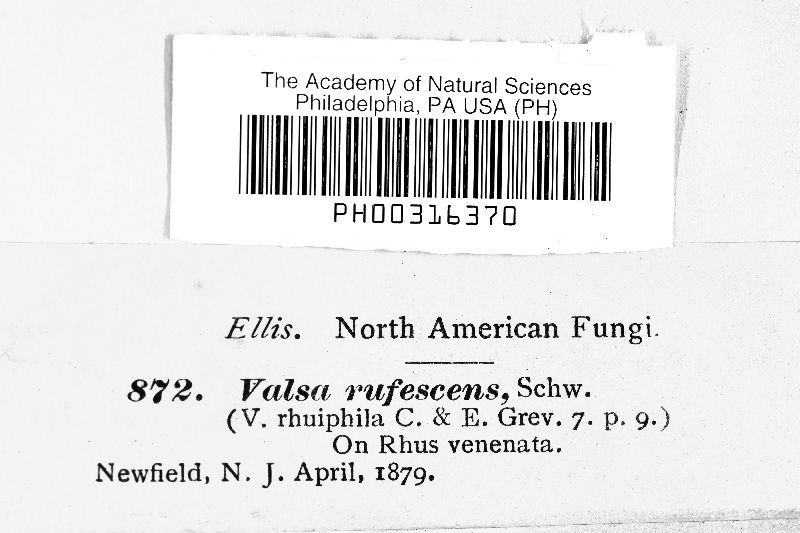 The Academy of Natural Sciences
Philadelphia, PA USA (PH)
PH00316370
Ellis. North American Fungi.
872. Valsa rufescens, Schw.
(V. rhuiphila C. & E. Grev. 7. p. 9.)
On Rhus venenata.
Newfield, N. J. April, 1879.